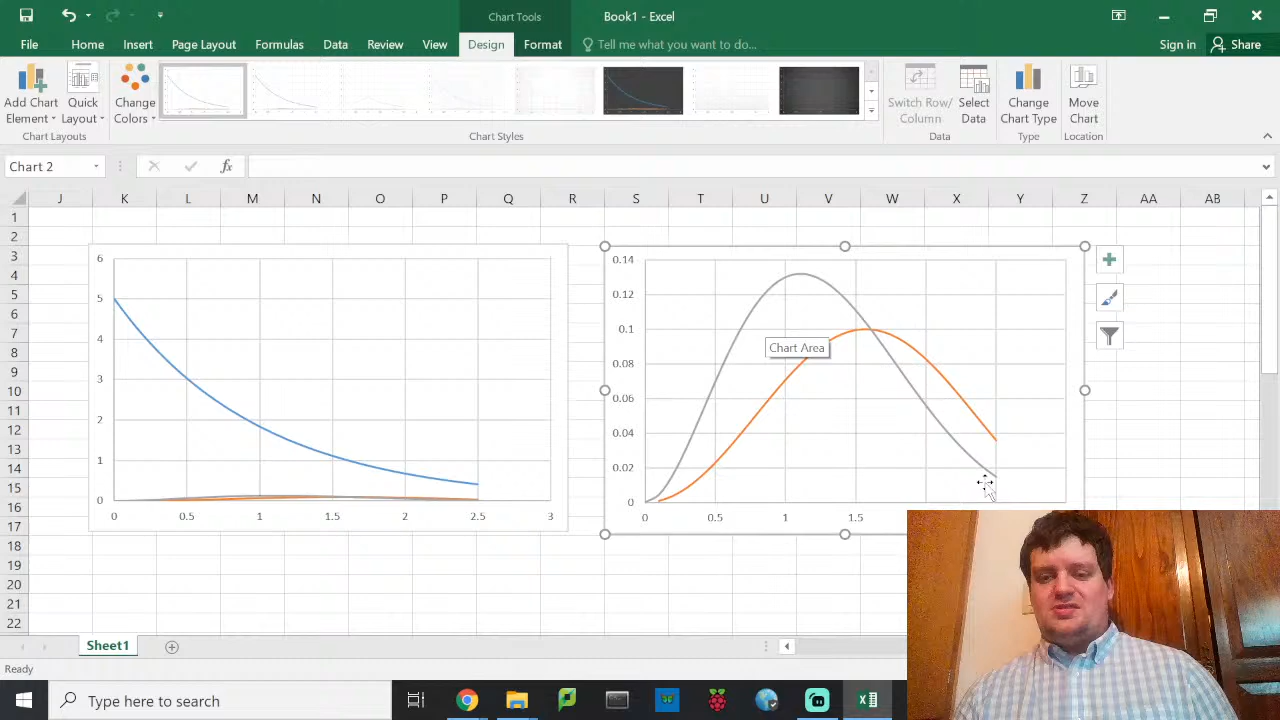 Chart Tools
Book1 - Excel
File
Home
Insert
Page Layout
Formulas
Data
Review
View
Design
Format
Tell me what you want to do...
Sign in
Share
Add Chart
Element
Quick
Layout
Change
Colors
Switch Row/
Column
Select
Data
Change
Chart Type
Move
Chart
Chart Layouts
Chart Styles
Data
Type
Location
Chart 2
fx
J K L M N O P Q R S T U V W X Y Z AA AB
1
2
3
4
5
6
7
8
9
10
11
12
13
14
15
16
17
18
19
20
21
22
6
5
4
3
2
1
0
0 0.5 1 1.5 2 2.5 3
0.14
0.12
0.1
0.08
0.06
0.04
0.02
0
0 0.5 1 1.5
Chart Area
Sheet1
Ready
Type here to search